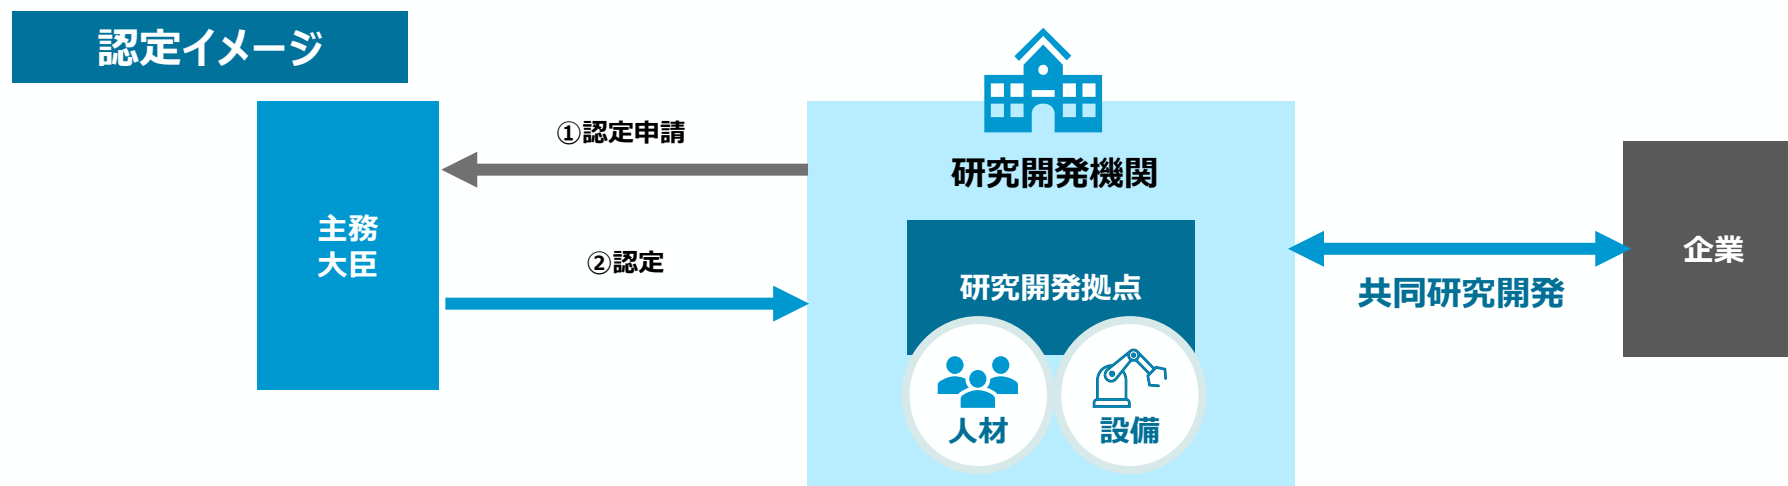 認定イメージ
①認定申請
研究開発機関
主務
大臣
②認定
研究開発拠点
人材
設備
共同研究開発
企業